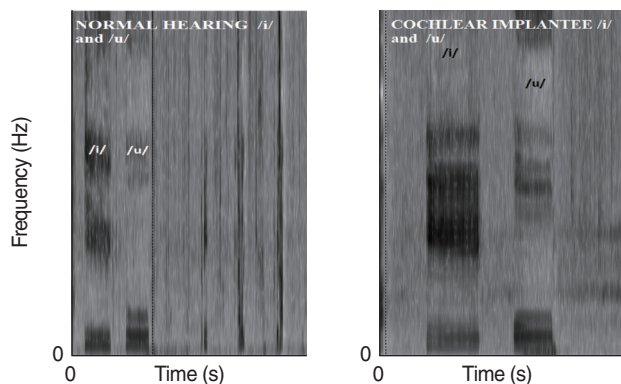 NORMAL HEARING /i/
and /u/
/i/
/u/
Frequency (Hz)
0
0
Time (s)
COCHLEAR IMPLANTEE /i/
and /u/
/i/
/u/
0
0
Time (s)